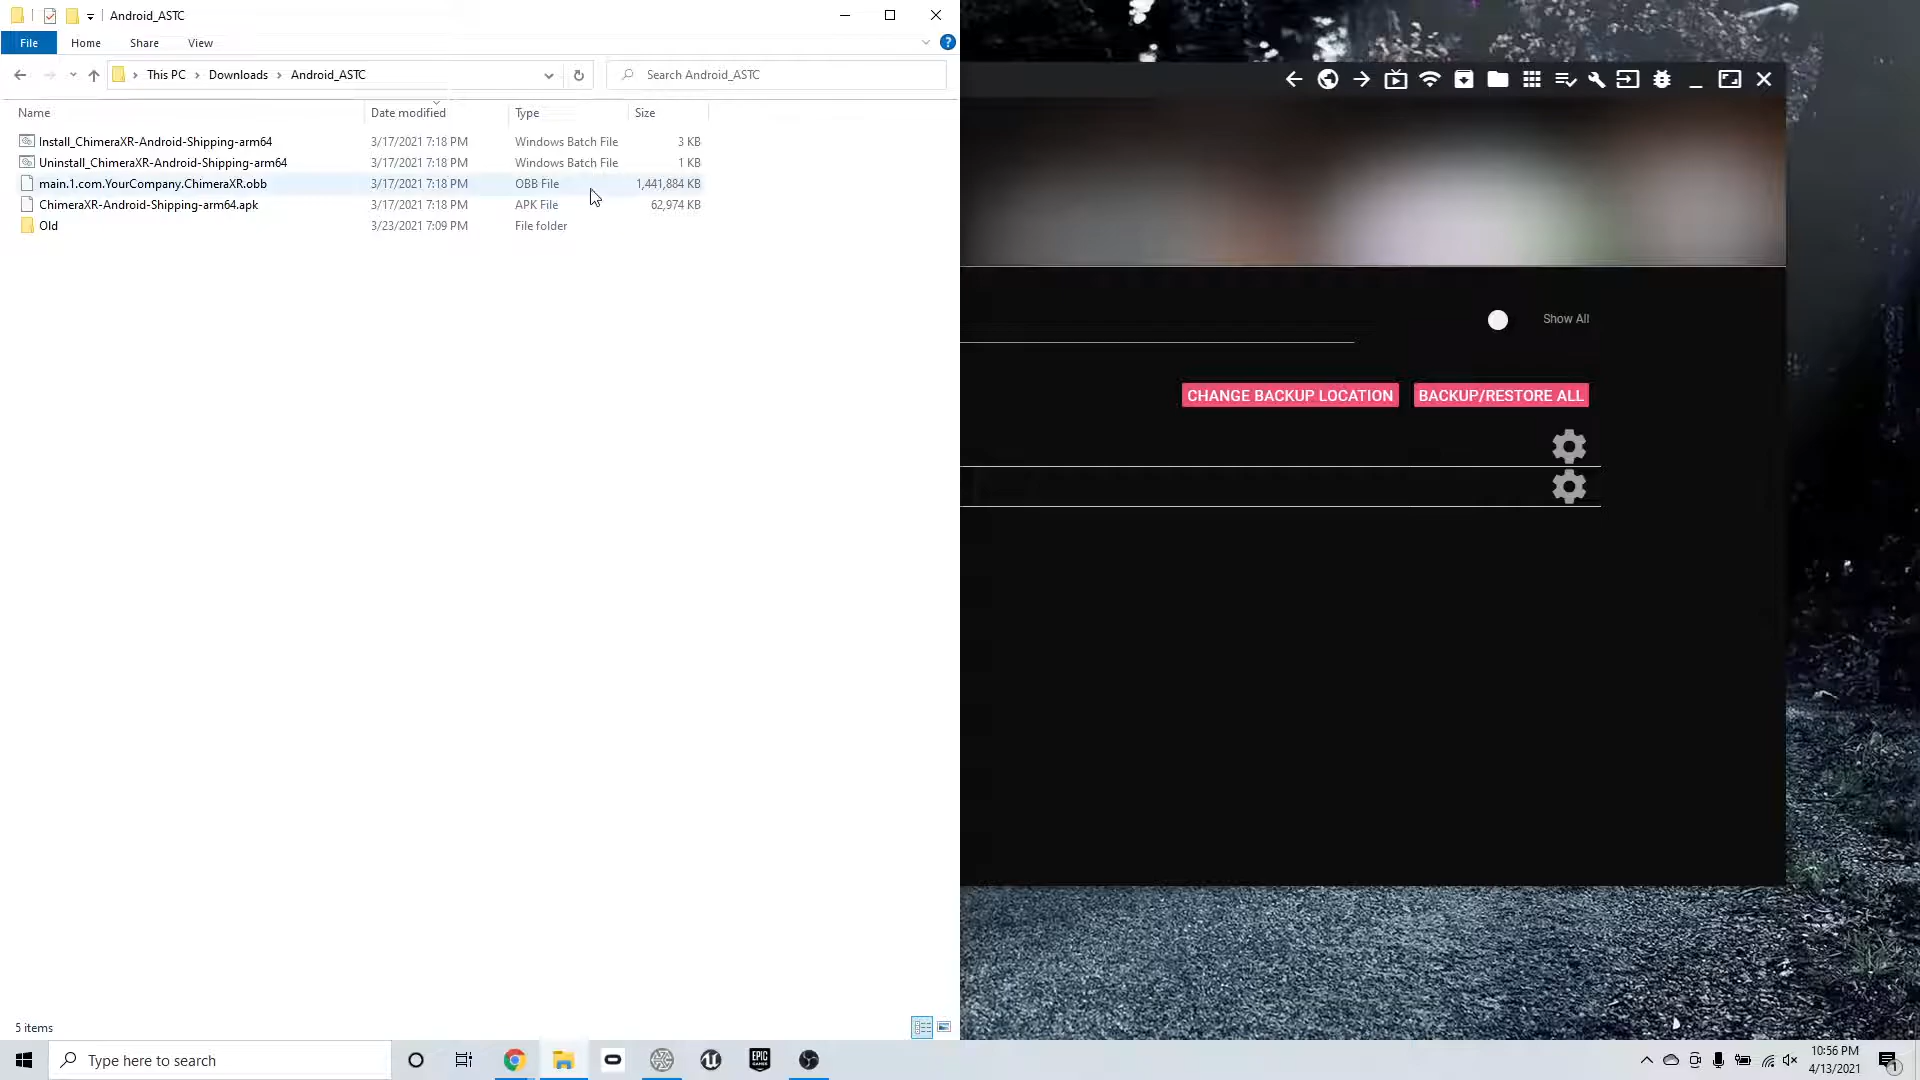 Android_ASTC
File Home Share View
This PC Downloads Android_ASTC
Search Android_ASTC
Name Date modified Type Size
Install_ChimeraXR-Android-Shipping-arm64 3/17/2021 7:18 PM Windows Batch File 3 KB
Uninstall_ChimeraXR-Android-Shipping-arm64 3/17/2021 7:18 PM Windows Batch File 1 KB
main.1.com.YourCompany.ChimeraXR.obb 3/17/2021 7:18 PM OBB File 1,441,884 KB
ChimeraXR-Android-Shipping-arm64.apk 3/17/2021 7:18 PM APK File 62,974 KB
Old 3/23/2021 7:09 PM File folder
5 items
Show All
CHANGE BACKUP LOCATION BACKUP/RESTORE ALL
Type here to search
EPIC GAMES
10:56 PM
4/13/2021
1